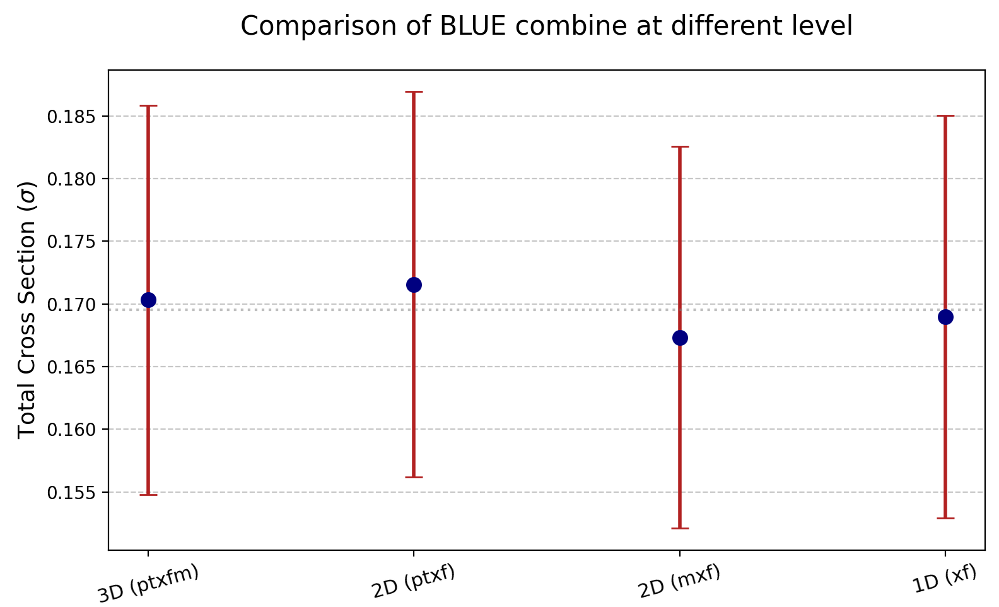 Comparison of BLUE combine at different level
Total Cross Section (σ)
0.185
0.180
0.175
0.170
0.165
0.160
0.155
3D (ptxfm)
2D (ptxf)
2D (mxf)
1D (xf)